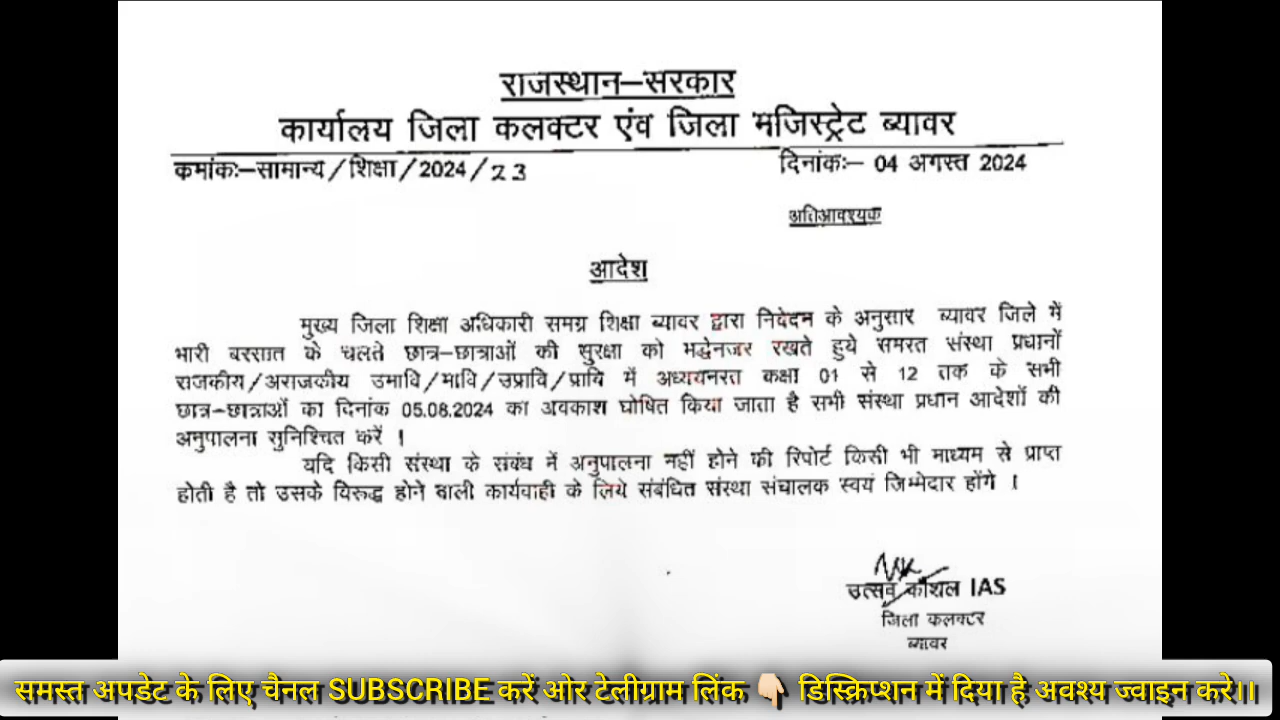 राजस्थान–सरकार
कार्यालय जिला कलक्टर एंव जिला मजिस्ट्रेट ब्यावर
कमांकः–सामान्य/शिक्षा/2024/23
दिनांकः– 04 अगस्त 2024
अतिआवश्यक
आदेश
मुख्य जिला शिक्षा अधिकारी समग्र शिक्षा ब्यावर द्वारा निवेदन के अनुसार ब्यावर जिले में
भारी बरसात के चलते छात्र–छात्राओं की सुरक्षा को मद्धेनजर रखते हुये समस्त संस्था प्रधानों
राजकीय/अराजकीय उमावि/मावि/उप्रावि/प्रावि में अध्ययनरत कक्षा 01 से 12 तक के सभी
छात्र–छात्राओं का दिनांक 05.08.2024 का अवकाश घोषित किया जाता है सभी संस्था प्रधान आदेशों की
अनुपालना सुनिश्चित करें ।
यदि किसी संस्था के संबंध में अनुपालना नहीं होने की रिपोर्ट किसी भी माध्यम से प्राप्त
होती है तो उसके विरुद्ध होने वाली कार्यवाही के लिये संबंधित संस्था संचालक स्वयं जिम्मेदार होंगे ।
उत्सव कौशल IAS
जिला कलक्टर
ब्यावर
समस्त अपडेट के लिए चैनल SUBSCRIBE करें ओर टेलीग्राम लिंक 👇🏻 डिस्क्रिप्शन में दिया है अवश्य ज्वाइन करे।।